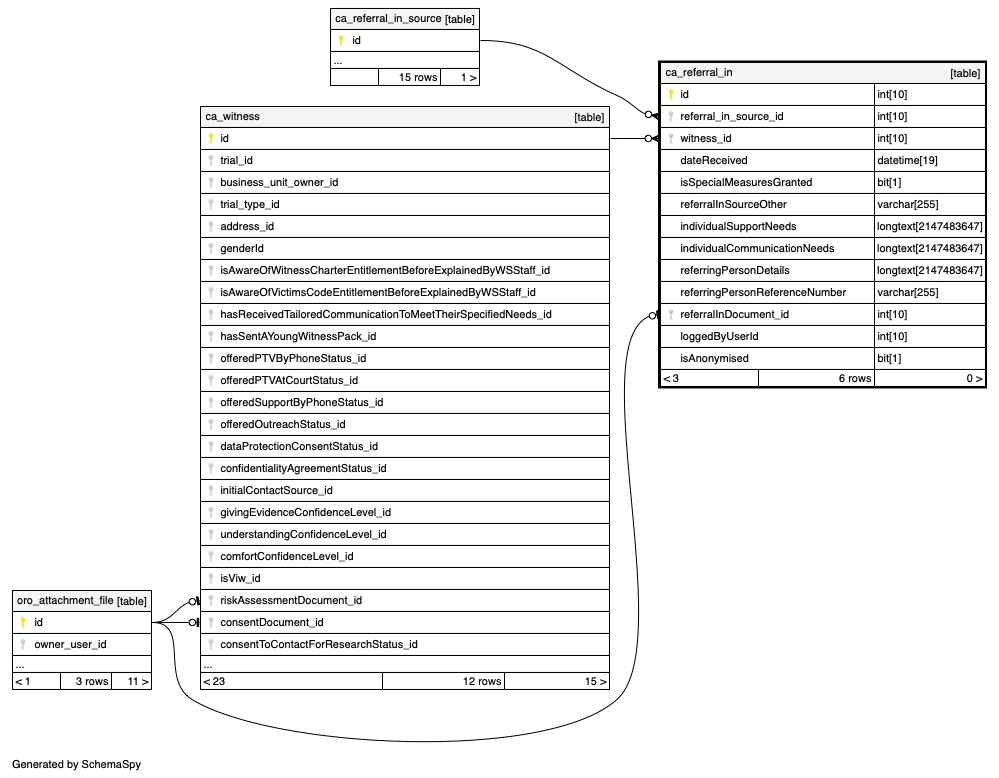 ca_referral_in_source [table]
id
...
15 rows 1 >
ca_referral_in [table]
id int[10]
referral_in_source_id int[10]
witness_id int[10]
dateReceived datetime[19]
isSpecialMeasuresGranted bit[1]
referralInSourceOther varchar[255]
individualSupportNeeds longtext[2147483647]
individualCommunicationNeeds longtext[2147483647]
referringPersonDetails longtext[2147483647]
referringPersonReferenceNumber varchar[255]
referralInDocument_id int[10]
loggedByUserId int[10]
isAnonymised bit[1]
< 3 6 rows 0 >
ca_witness [table]
id
trial_id
business_unit_owner_id
trial_type_id
address_id
genderId
isAwareOfWitnessCharterEntitlementBeforeExplainedByWSStaff_id
isAwareOfVictimsCodeEntitlementBeforeExplainedByWSStaff_id
hasReceivedTailoredCommunicationToMeetTheirSpecifiedNeeds_id
hasSentAYoungWitnessPack_id
offeredPTVByPhoneStatus_id
offeredPTVAtCourtStatus_id
offeredSupportByPhoneStatus_id
offeredOutreachStatus_id
dataProtectionConsentStatus_id
confidentialityAgreementStatus_id
initialContactSource_id
givingEvidenceConfidenceLevel_id
understandingConfidenceLevel_id
comfortConfidenceLevel_id
isViw_id
riskAssessmentDocument_id
consentDocument_id
consentToContactForResearchStatus_id
...
< 23 12 rows 15 >
oro_attachment_file [table]
id
owner_user_id
...
< 1 3 rows 11 >
Generated by SchemaSpy